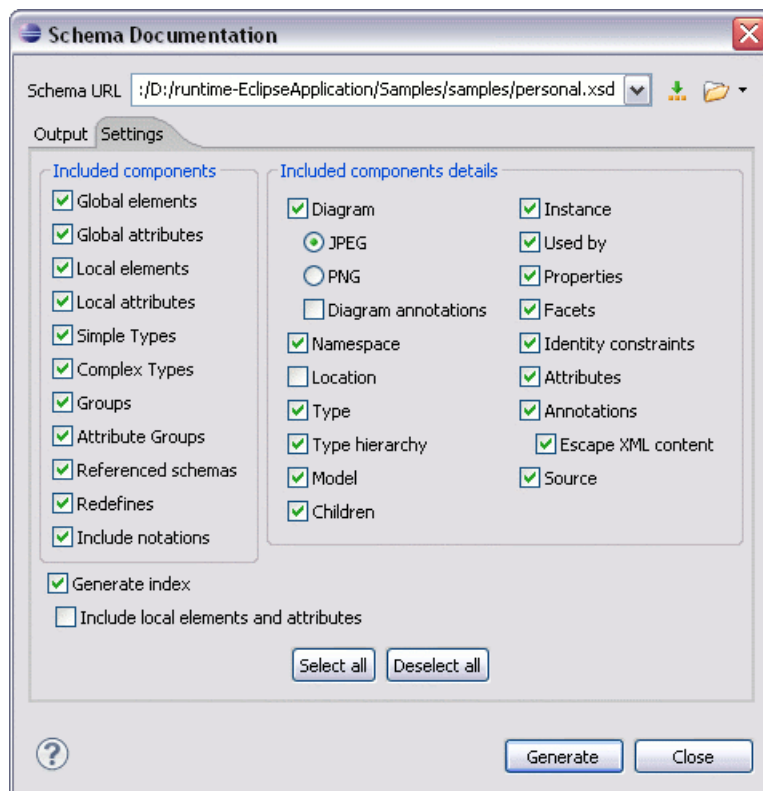 Schema Documentation
Schema URL :/D:/runtime-EclipseApplication/Samples/samples/personal.xsd
Output Settings
Included components
Global elements
Global attributes
Local elements
Local attributes
Simple Types
Complex Types
Groups
Attribute Groups
Referenced schemas
Redefines
Include notations
Included components details
Diagram
JPEG
PNG
Diagram annotations
Namespace
Location
Type
Type hierarchy
Model
Children
Instance
Used by
Properties
Facets
Identity constraints
Attributes
Annotations
Escape XML content
Source
Generate index
Include local elements and attributes
Select all Deselect all
? Generate Close